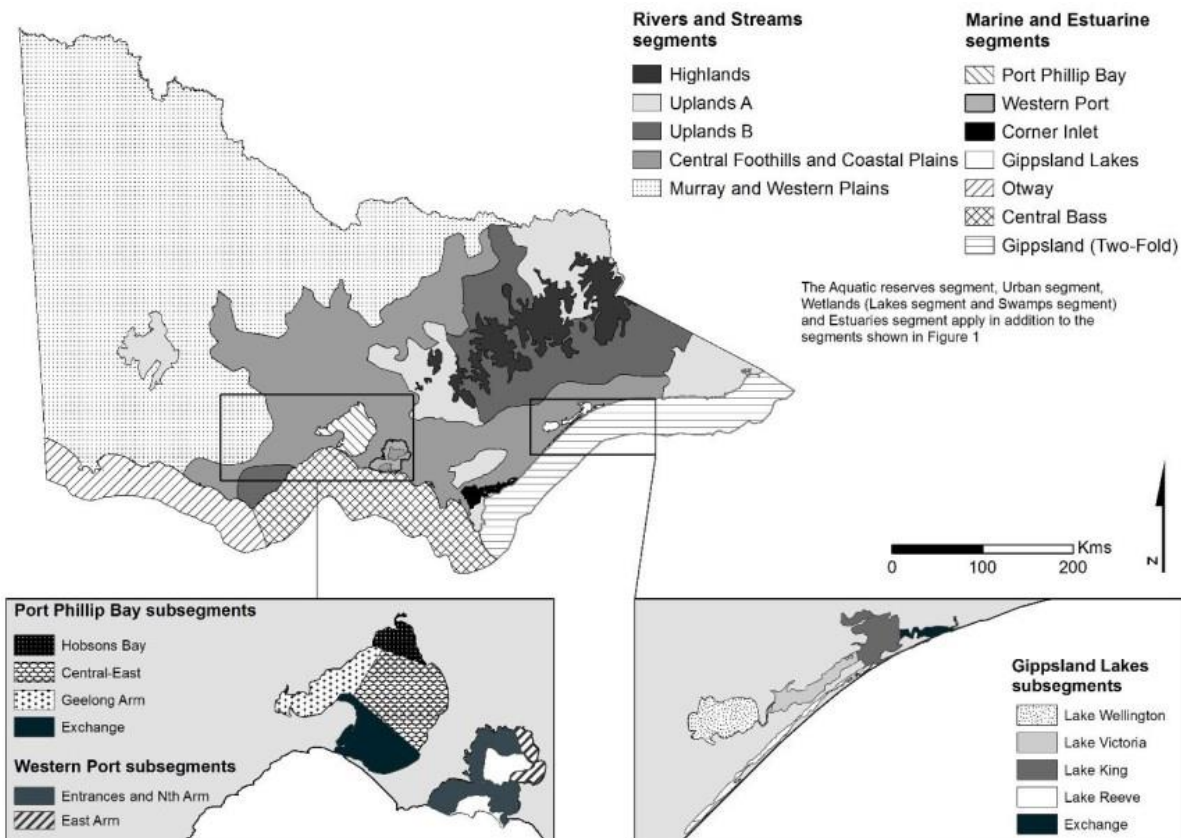 Rivers and Streams
segments
Highlands
Uplands A
Uplands B
Central Foothills and Coastal Plains
Murray and Western Plains
Marine and Estuarine
segments
Port Phillip Bay
Western Port
Corner Inlet
Gippsland Lakes
Otway
Central Bass
Gippsland (Two-Fold)
The Aquatic reserves segment, Urban segment,
Wetlands (Lakes segment and Swamps segment)
and Estuaries segment apply in addition to the
segments shown in Figure 1
Kms
0 100 200
N
Port Phillip Bay subsegments
Hobsons Bay
Central-East
Geelong Arm
Exchange
Western Port subsegments
Entrances and Nth Arm
East Arm
Gippsland Lakes
subsegments
Lake Wellington
Lake Victoria
Lake King
Lake Reeve
Exchange